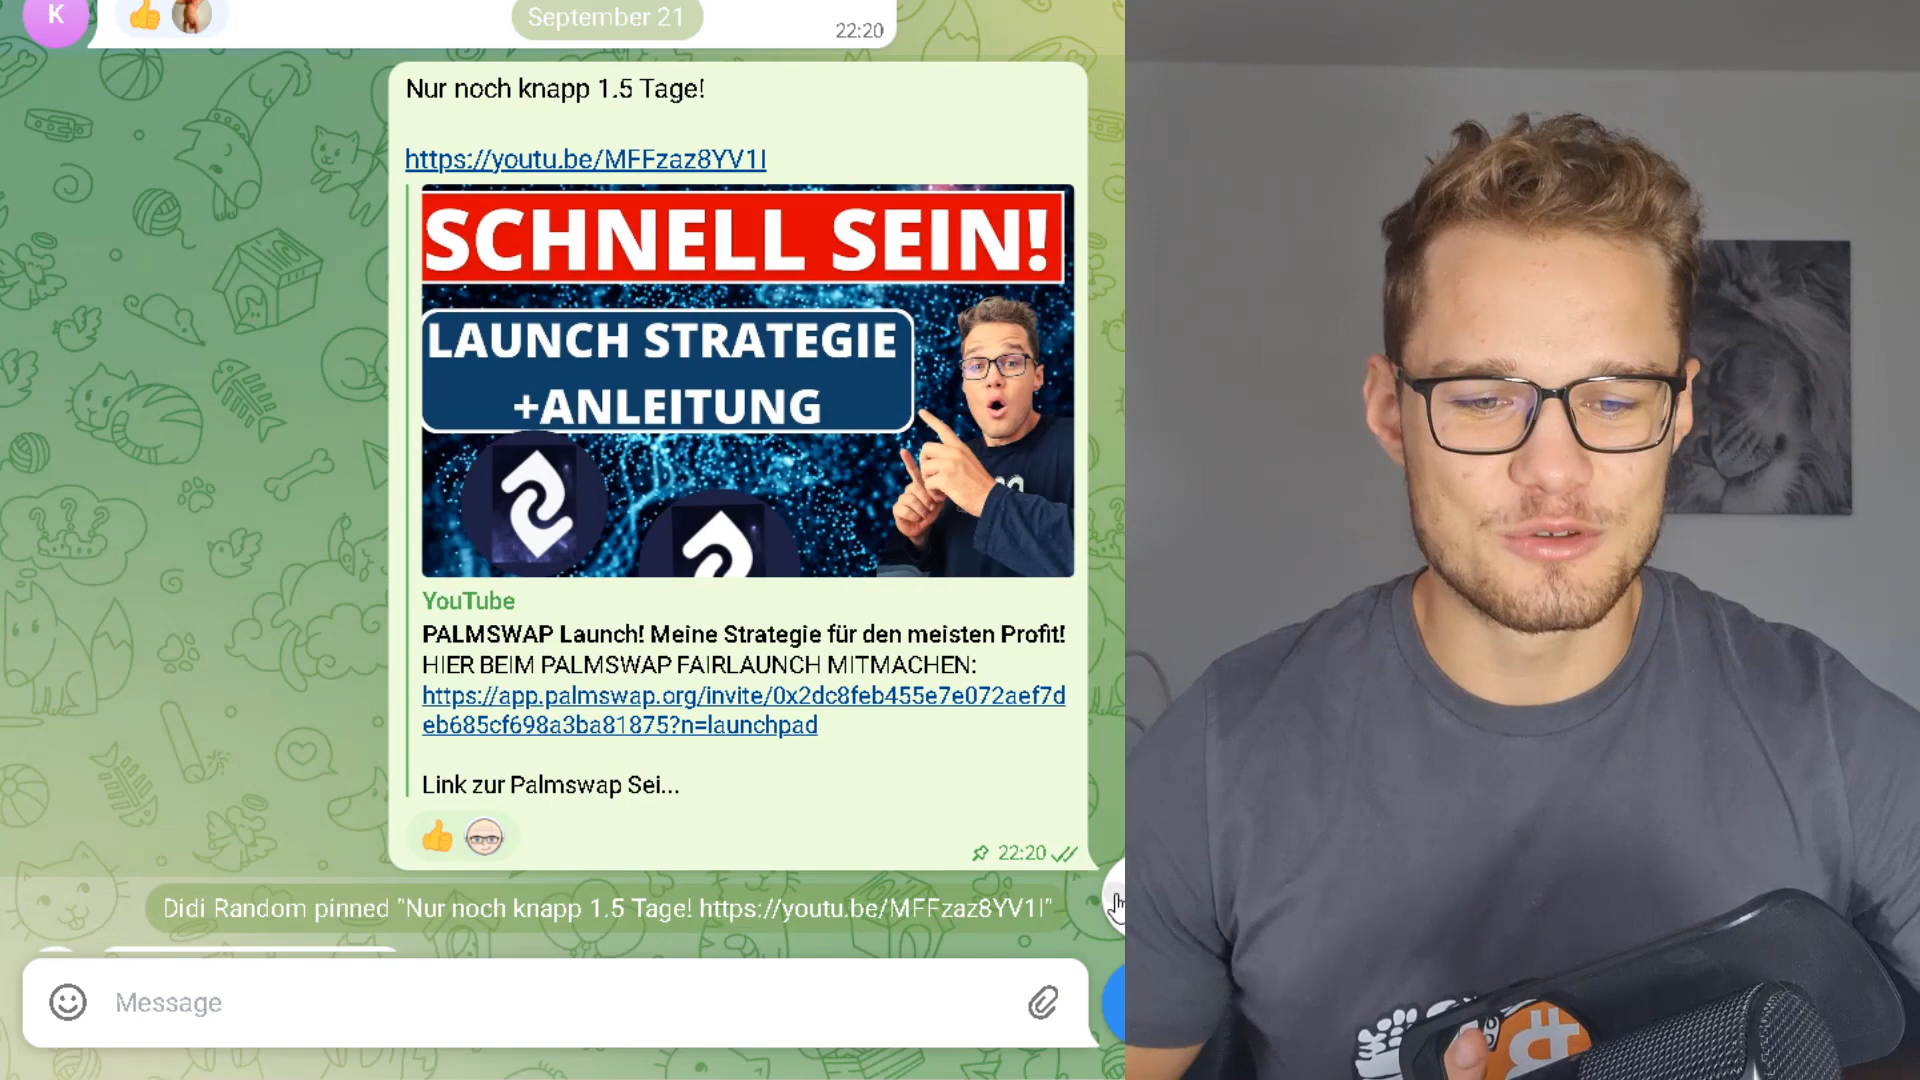 K
September 21
22:20
Nur noch knapp 1.5 Tage!
https://youtu.be/MFFzaz8YV1I
SCHNELL SEIN!
LAUNCH STRATEGIE
+ANLEITUNG
YouTube
PALMSWAP Launch! Meine Strategie für den meisten Profit!
HIER BEIM PALMSWAP FAIRLAUNCH MITMACHEN:
https://app.palmswap.org/invite/0x2dc8feb455e7e072aef7d
eb685cf698a3ba81875?n=launchpad
Link zur Palmswap Sei...
22:20
Didi Random pinned "Nur noch knapp 1.5 Tage! https://youtu.be/MFFzaz8YV1I"
Message